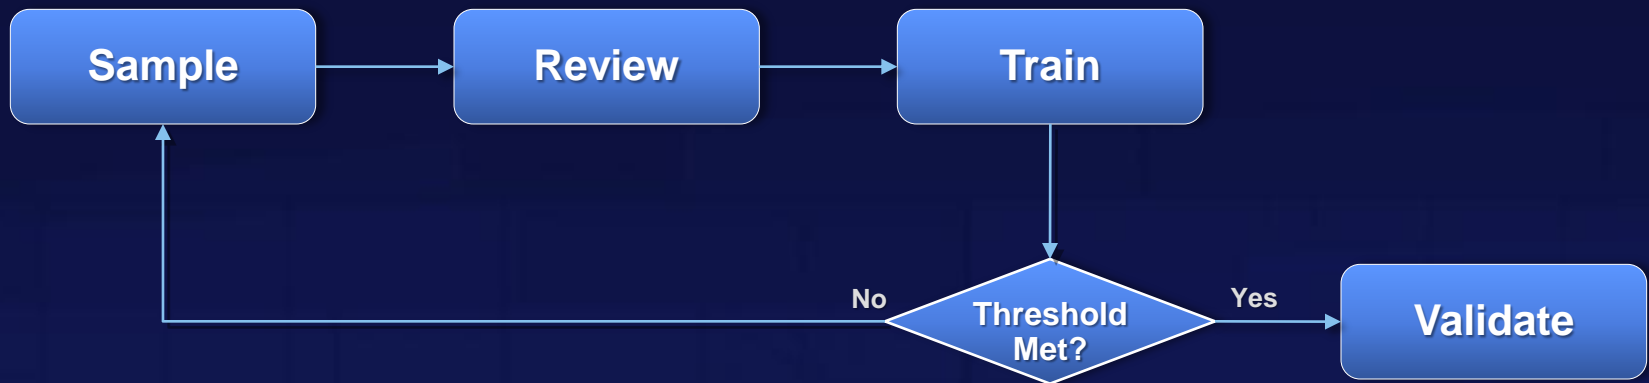 Sample
Review
Train
No
Threshold
Met?
Yes
Validate